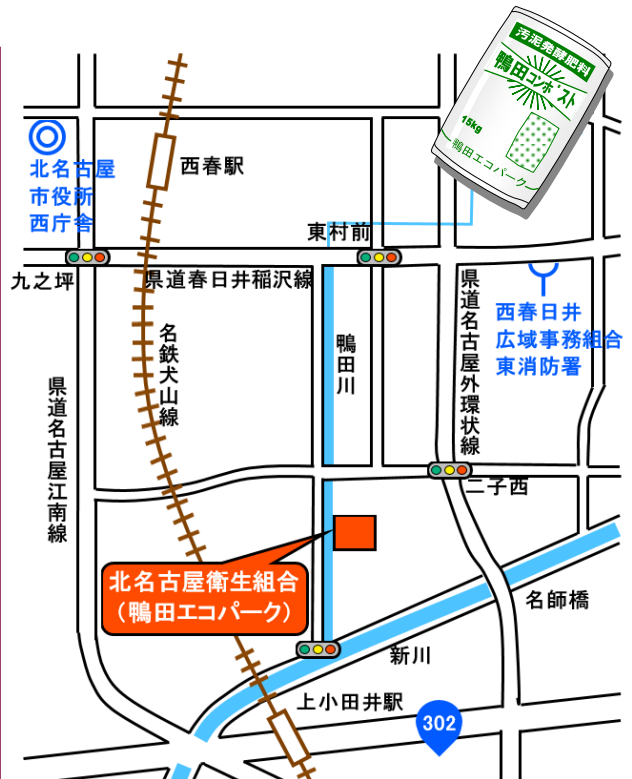 汚泥発酵肥料
鴨田コンポスト
15kg
鴨田エコパーク
北名古屋
市役所
西庁舎
西春駅
東村前
九之坪
県道春日井稲沢線
名鉄犬山線
鴨田川
県道名古屋外環状線
西春日井
広域事務組合
東消防署
県道名古屋江南線
二子西
北名古屋衛生組合
（鴨田エコパーク）
名師橋
新川
上小田井駅
302